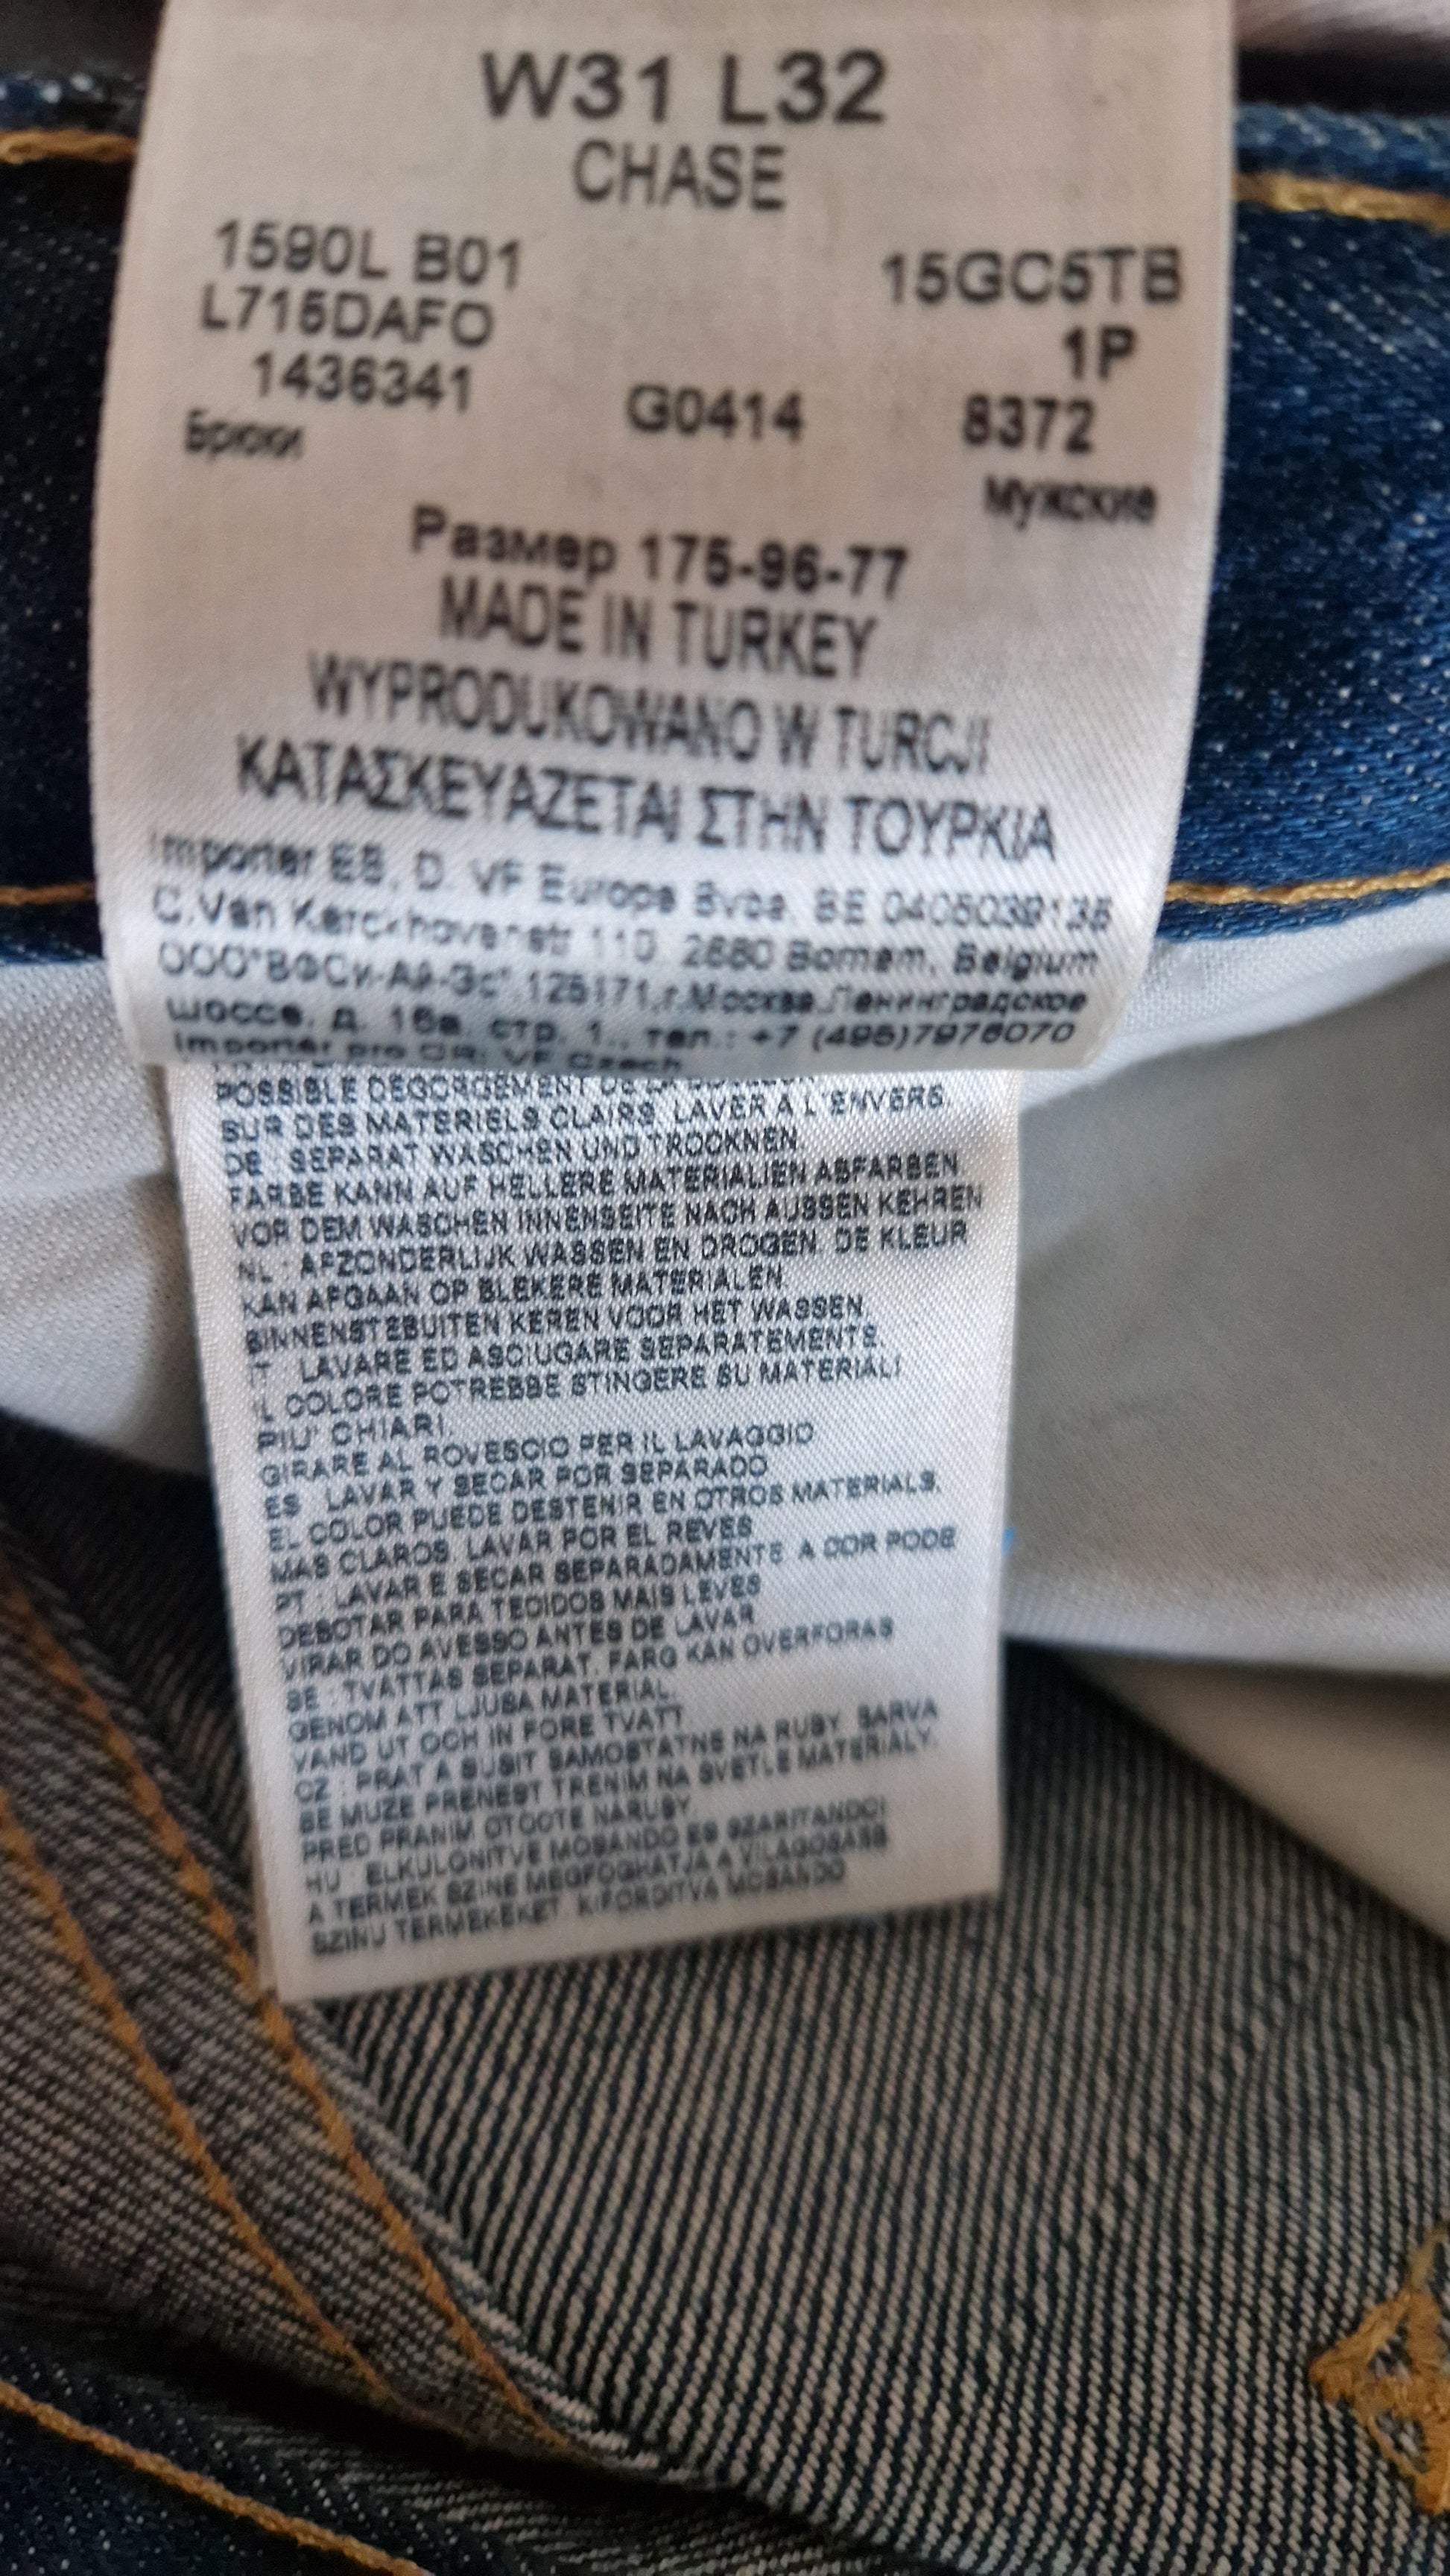 W31 L32
CHASE
1590L B01 15GC5TB
L715DAFO 1P
1436341 G0414 8372
Брюки Мужские
Размер 175-96-77
MADE IN TURKEY
WYPRODUKOWANO W TURCJI
ΚΑΤΑΣΚΕΥΑΖΕΤΑΙ ΣΤΗΝ ΤΟΥΡΚΙΑ
Importer EB, D. VF Europe Bvba. BE 0405039135
C.Van Kerckhovenstr 110. 2880 Bornem, Belgium
ООО"ВФСи-Ай-Эс" 125171,г.Москва,Ленинградское
шоссе, д. 16а, стр. 1., тел.: +7 (495)7976070
Importer pro CR: VF Czech
POSSIBLE DEGORGEMENT DE LA
SUR DES MATERIELS CLAIRS. LAVER A L'ENVERS.
DE : SEPARAT WASCHEN UND TROCKNEN.
FARBE KANN AUF HELLERE MATERIALIEN ABFARBEN
VOR DEM WASCHEN INNENSEITE NACH AUSSEN KEHREN
NL : AFZONDERLIJK WASSEN EN DROGEN. DE KLEUR
KAN AFGAAN OP BLEKERE MATERIALEN
BINNENSTEBUITEN KEREN VOOR HET WASSEN.
IT : LAVARE ED ASCIUGARE SEPARATEMENTE.
IL COLORE POTREBBE STINGERE SU MATERIALI
PIU' CHIARI.
GIRARE AL ROVESCIO PER IL LAVAGGIO
ES : LAVAR Y SECAR POR SEPARADO
EL COLOR PUEDE DESTENIR EN OTROS MATERIALS.
MAS CLAROS. LAVAR POR EL REVES
PT : LAVAR E SECAR SEPARADAMENTE. A COR PODE
DEBOTAR PARA TECIDOS MAIS LEVES
VIRAR DO AVESSO ANTES DE LAVAR
SE : TVATTAS SEPARAT. FARG KAN OVERFORAS
GENOM ATT LJUSA MATERIAL.
VAND UT OCH IN FORE TVATT
CZ : PRAT A SUSIT SAMOSTATNE NA RUBY. BARVA
SE MUZE PRENEST TRENIM NA SVETLE MATERIALY.
PRED PRANIM OTOCTE NARUBY.
HU : ELKULONITVE MOSANDO ES SZARITANDO!
A TERMEK SZINE MEGFOGHATJA A VILAGOSABB
SZINU TERMEKEKET. KIFORDITVA MOSANDO